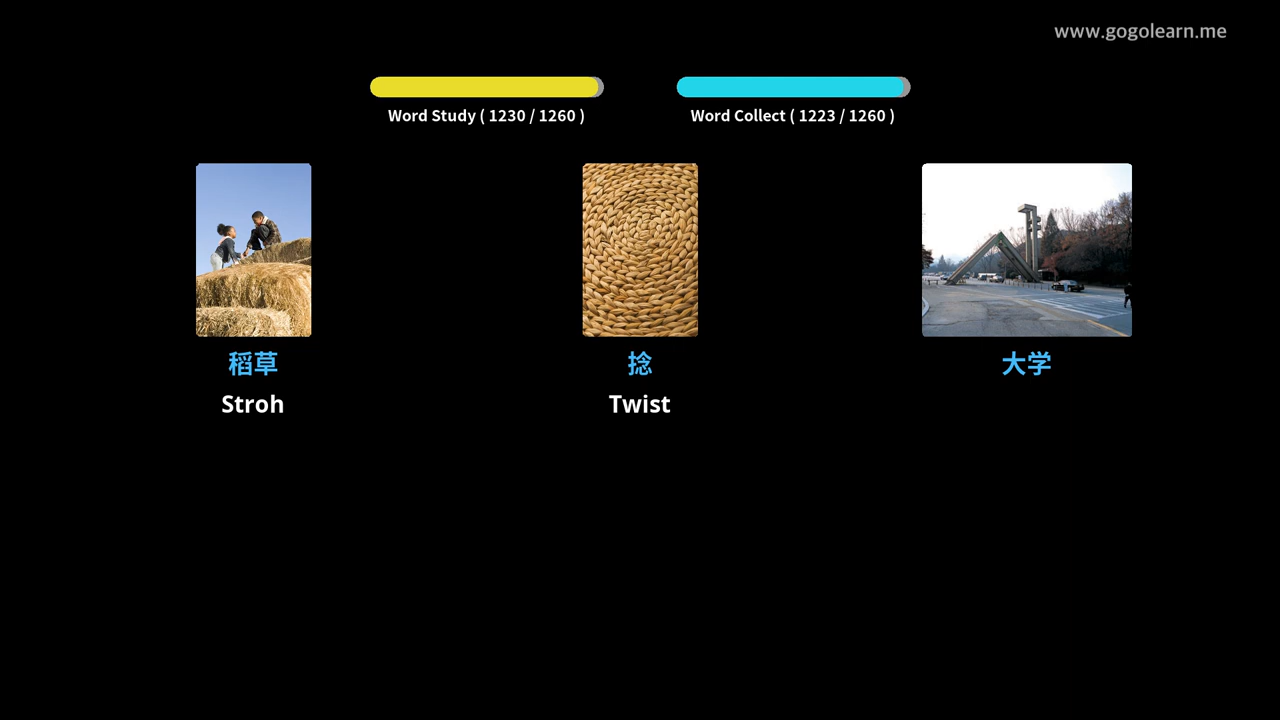 www.gogolearn.me
Word Study ( 1230 / 1260 )
Word Collect ( 1223 / 1260 )
稻草
捻
大学
Stroh
Twist